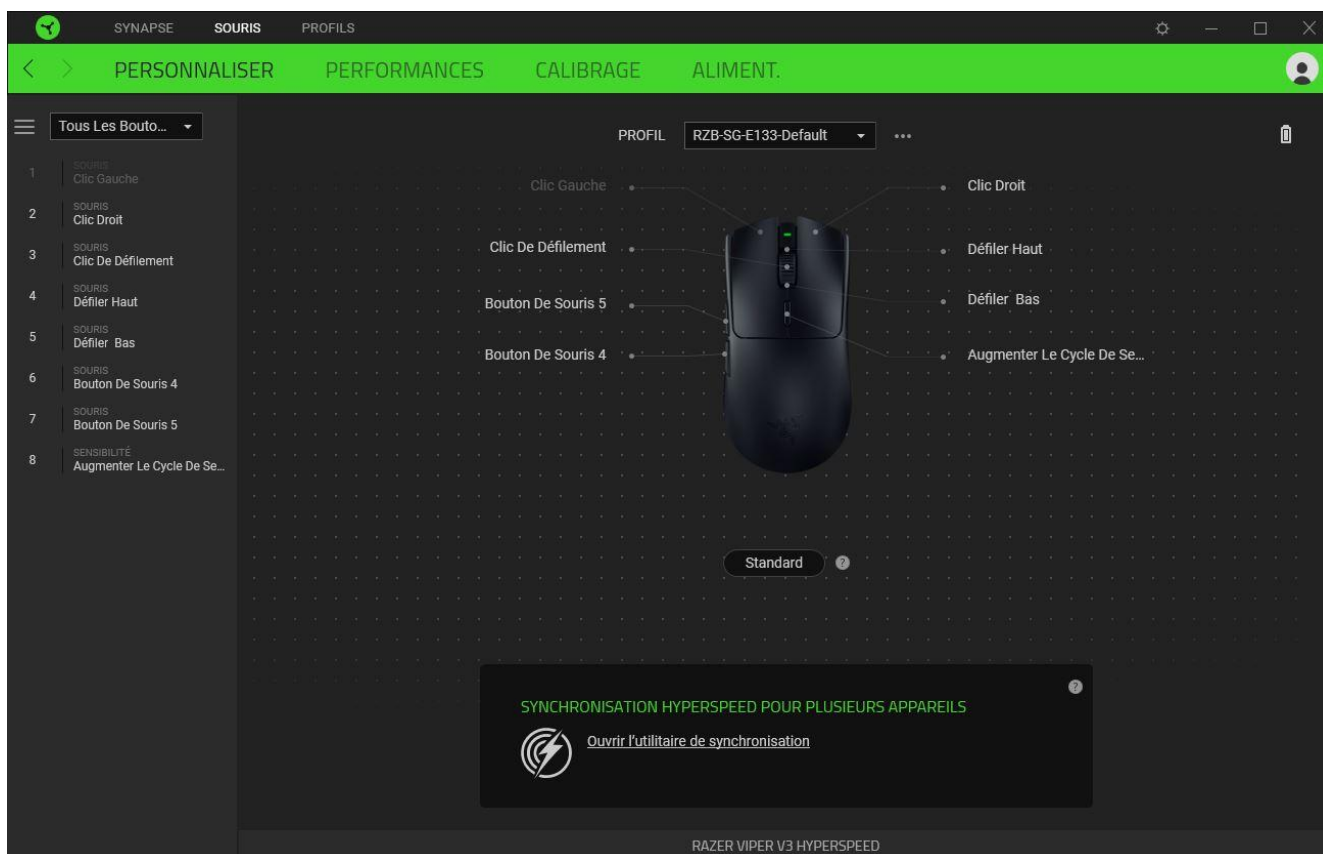 SYNAPSE SOURIS PROFILS
PERSONNALISER PERFORMANCES CALIBRAGE ALIMENT.
Tous Les Bouto...
PROFIL RZB-SG-E133-Default
1 SOURIS
Clic Gauche
2 SOURIS
Clic Droit
3 SOURIS
Clic De Défilement
4 SOURIS
Défiler Haut
5 SOURIS
Défiler Bas
6 SOURIS
Bouton De Souris 4
7 SOURIS
Bouton De Souris 5
8 SENSIBILITÉ
Augmenter Le Cycle De Se...
Clic Gauche
Clic De Défilement
Bouton De Souris 5
Bouton De Souris 4
Clic Droit
Défiler Haut
Défiler Bas
Augmenter Le Cycle De Se...
Standard ?
?
SYNCHRONISATION HYPERSPEED POUR PLUSIEURS APPAREILS
Ouvrir l'utilitaire de synchronisation
RAZER VIPER V3 HYPERSPEED